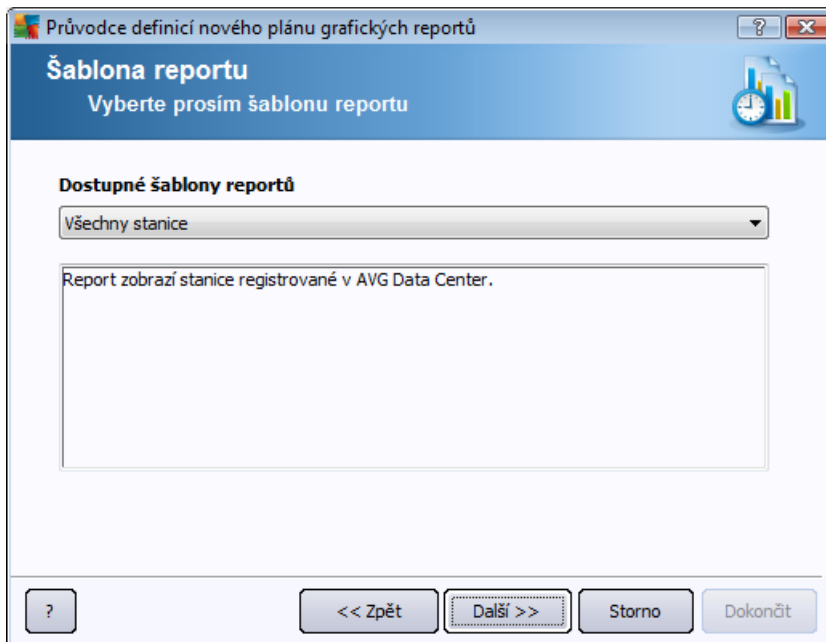 Průvodce definicí nového plánu grafických reportů
?
Šablona reportu
Vyberte prosím šablonu reportu
Dostupné šablony reportů
Všechny stanice
Report zobrazí stanice registrované v AVG Data Center.
?
<< Zpět
Další >>
Storno
Dokončit